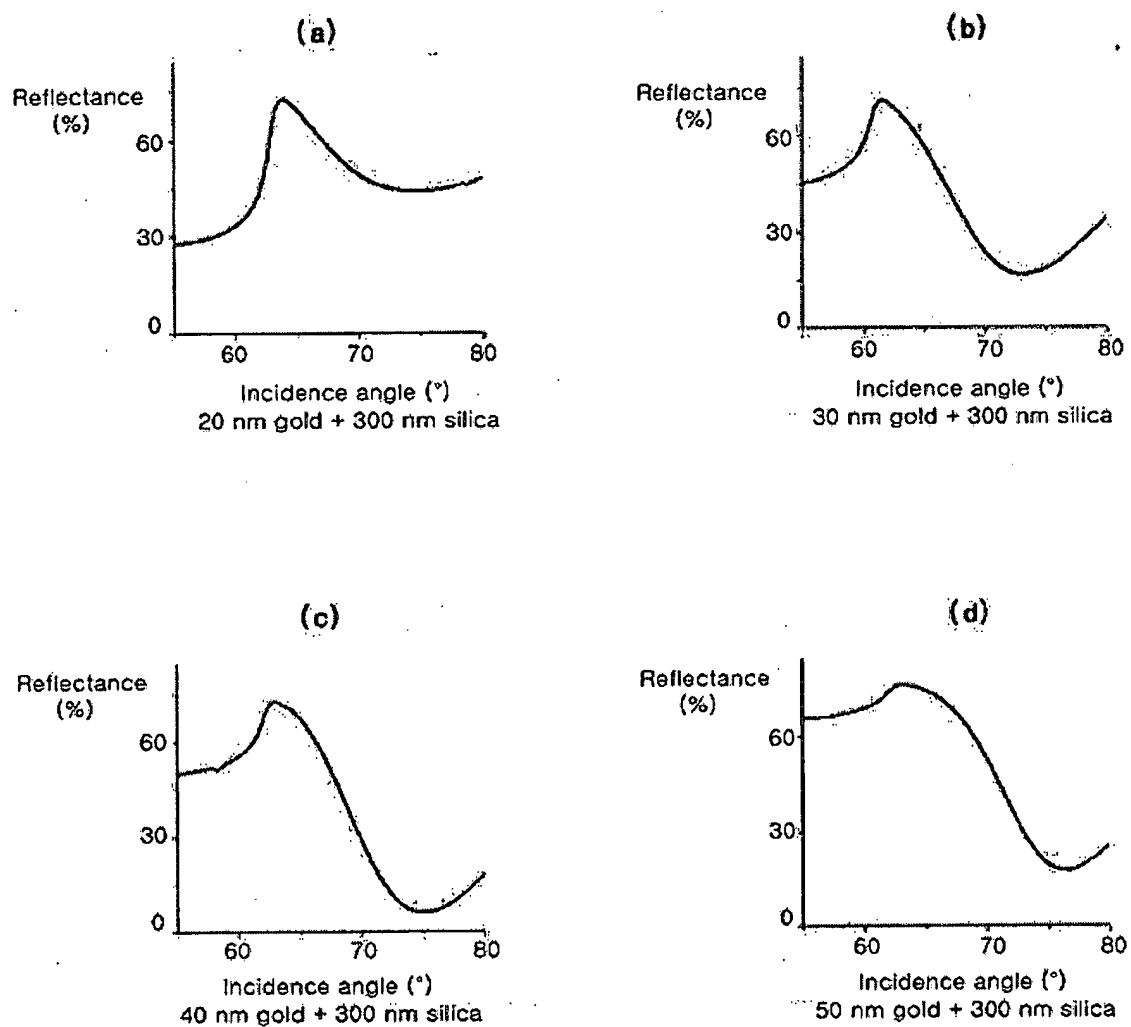 (a)
Reflectance
(%)
60
30
0
60 70 80
Incidence angle (°)
20 nm gold + 300 nm silica
(b)
Reflectance
(%)
60
30
0
60 70 80
Incidence angle (°)
30 nm gold + 300 nm silica
(c)
Reflectance
(%)
60
30
0
60 70 80
Incidence angle (°)
40 nm gold + 300 nm silica
(d)
Reflectance
(%)
60
30
0
60 70 80
Incidence angle (°)
50 nm gold + 300 nm silica